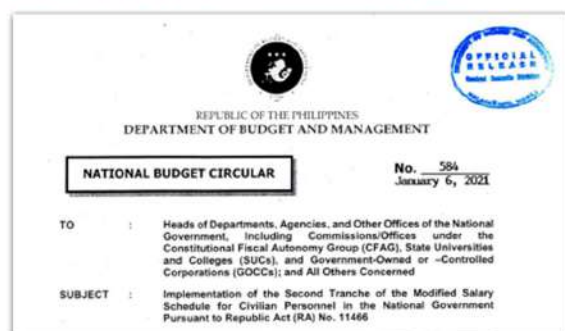 OFFICIAL
RELEASE
REPUBLIC OF THE PHILIPPINES
DEPARTMENT OF BUDGET AND MANAGEMENT
NATIONAL BUDGET CIRCULAR
No. 584
January 6, 2021
TO : Heads of Departments, Agencies, and Other Offices of the National
Government, Including Commissions/Offices under the
Constitutional Fiscal Autonomy Group (CFAG), State Universities
and Colleges (SUCs), and Government-Owned or –Controlled
Corporations (GOCCs); and All Others Concerned
SUBJECT : Implementation of the Second Tranche of the Modified Salary
Schedule for Civilian Personnel in the National Government
Pursuant to Republic Act (RA) No. 11466